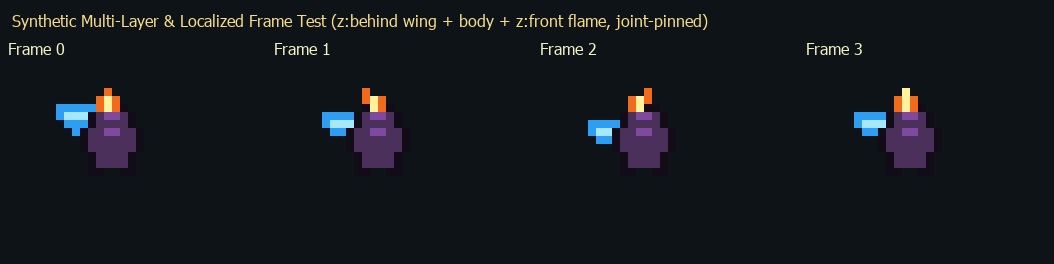 Synthetic Multi-Layer & Localized Frame Test (z:behind wing + body + z:front flame, joint-pinned)
Frame 0
Frame 1
Frame 2
Frame 3